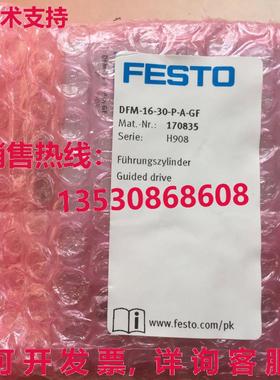 术支持
FESTO
DFM-16-30-P-A-GF
Mat.-Nr.: 170835
Serie: H908
销售热线：
13530868608
Führungszylinder
Guided drive
www.festo.com/pk
可开发票，详询客服